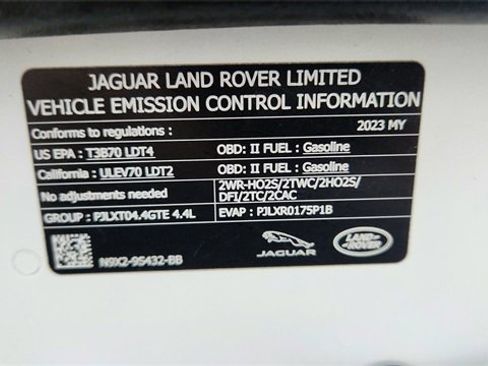 JAGUAR LAND ROVER LIMITED
VEHICLE EMISSION CONTROL INFORMATION
Conforms to regulations : 2023 MY
US EPA : T3B70 LDT4 OBD: II FUEL: Gasoline
California : ULEV70 LDT2 OBD: II FUEL: Gasoline
No adjustments needed 2WR-HO2S/2TWC/2HO2S/
DFI/2TC/2CAC
GROUP : PJLXT04.4GTE 4.4L EVAP : PJLXR0175P1B
N9X2-9S432-BB
JAGUAR LAND-ROVER